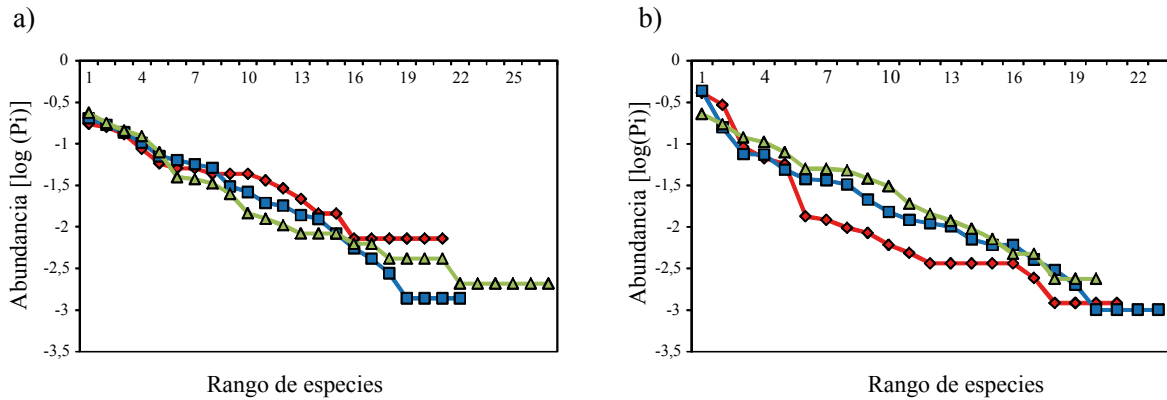 a)
0
1 4 7 10 13 16 19 22 25
-0,5
-1
-1,5
-2
-2,5
-3
-3,5
Abundancia [log (Pi)]
Rango de especies
b)
0
1 4 7 10 13 16 19 22
-0,5
-1
-1,5
-2
-2,5
-3
-3,5
Abundancia [log(Pi)]
Rango de especies